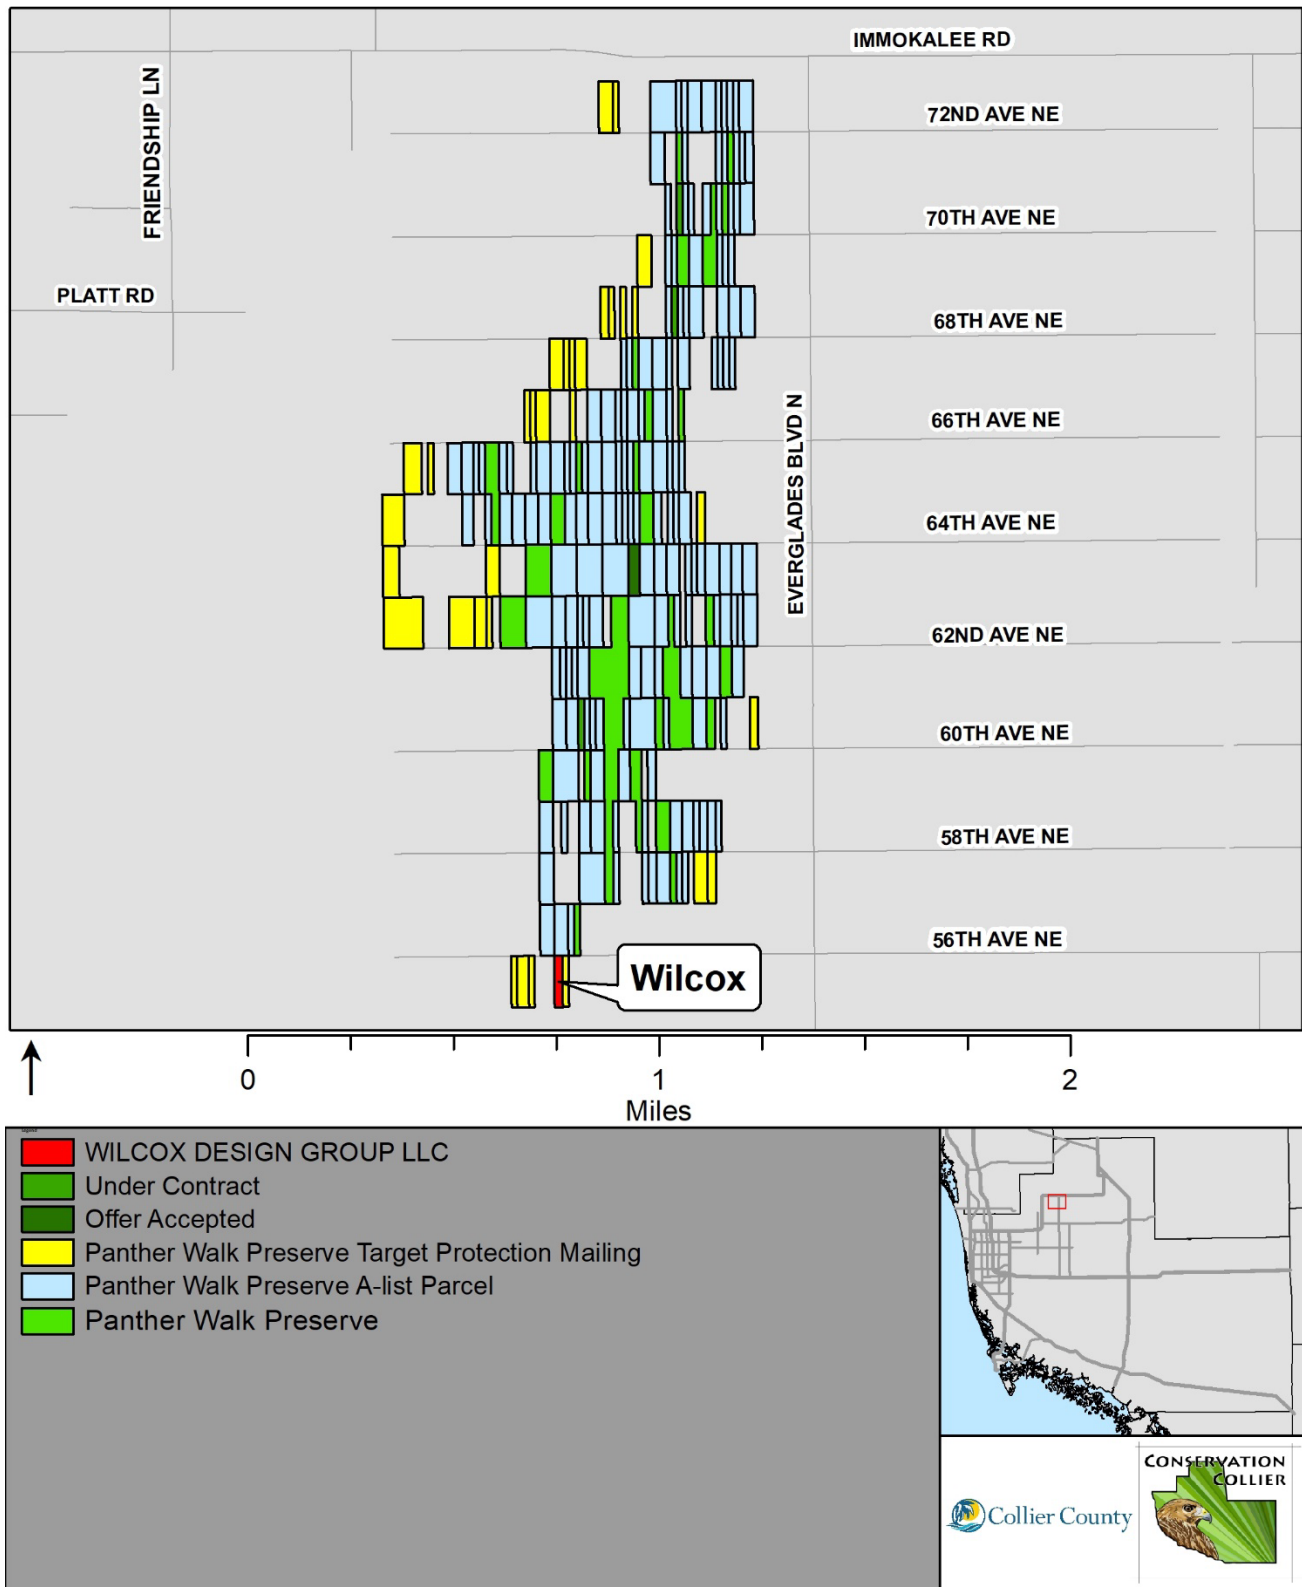 IMMOKALEE RD
FRIENDSHIP LN
72ND AVE NE
70TH AVE NE
PLATT RD
68TH AVE NE
EVERGLADES BLVD N
66TH AVE NE
64TH AVE NE
62ND AVE NE
60TH AVE NE
58TH AVE NE
56TH AVE NE
Wilcox
0 1 2
Miles
WILCOX DESIGN GROUP LLC
Under Contract
Offer Accepted
Panther Walk Preserve Target Protection Mailing
Panther Walk Preserve A-list Parcel
Panther Walk Preserve
Collier County
CONSERVATION
COLLIER